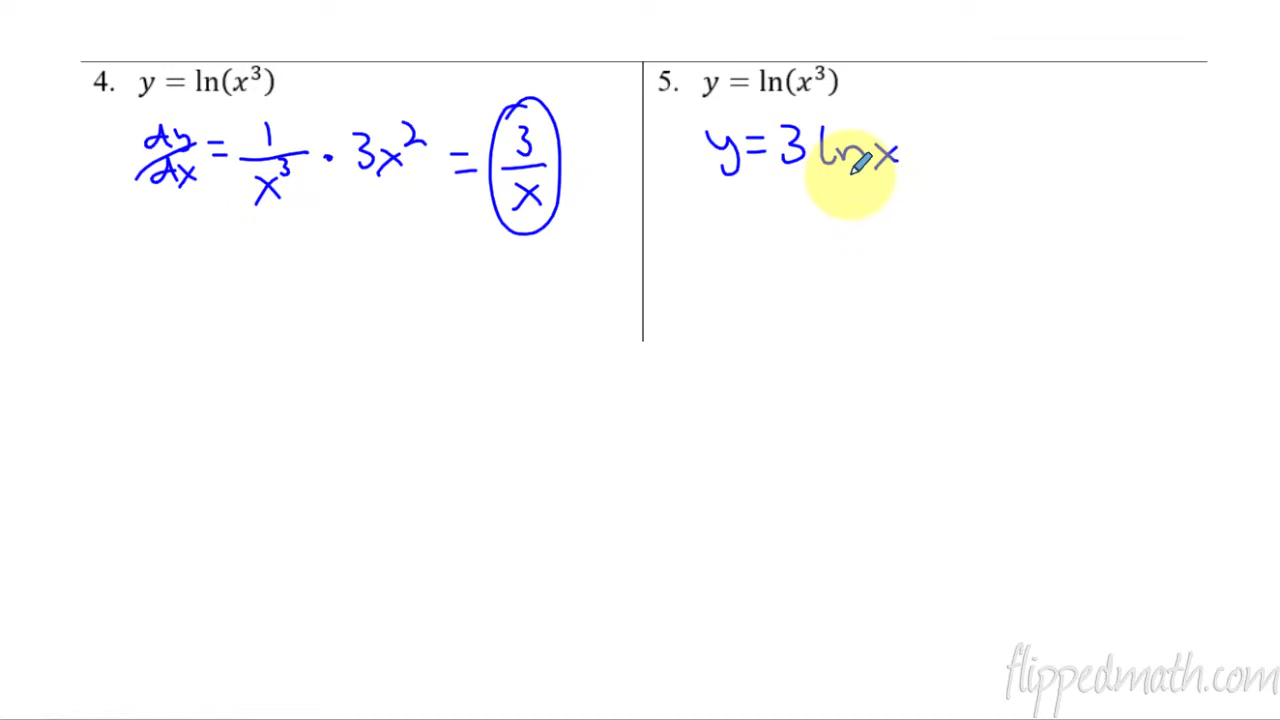 4. y = ln(x³)
dy/dx = 1/x³ · 3x² = 3/x
5. y = ln(x³)
y = 3 ln x
flippedmath.com